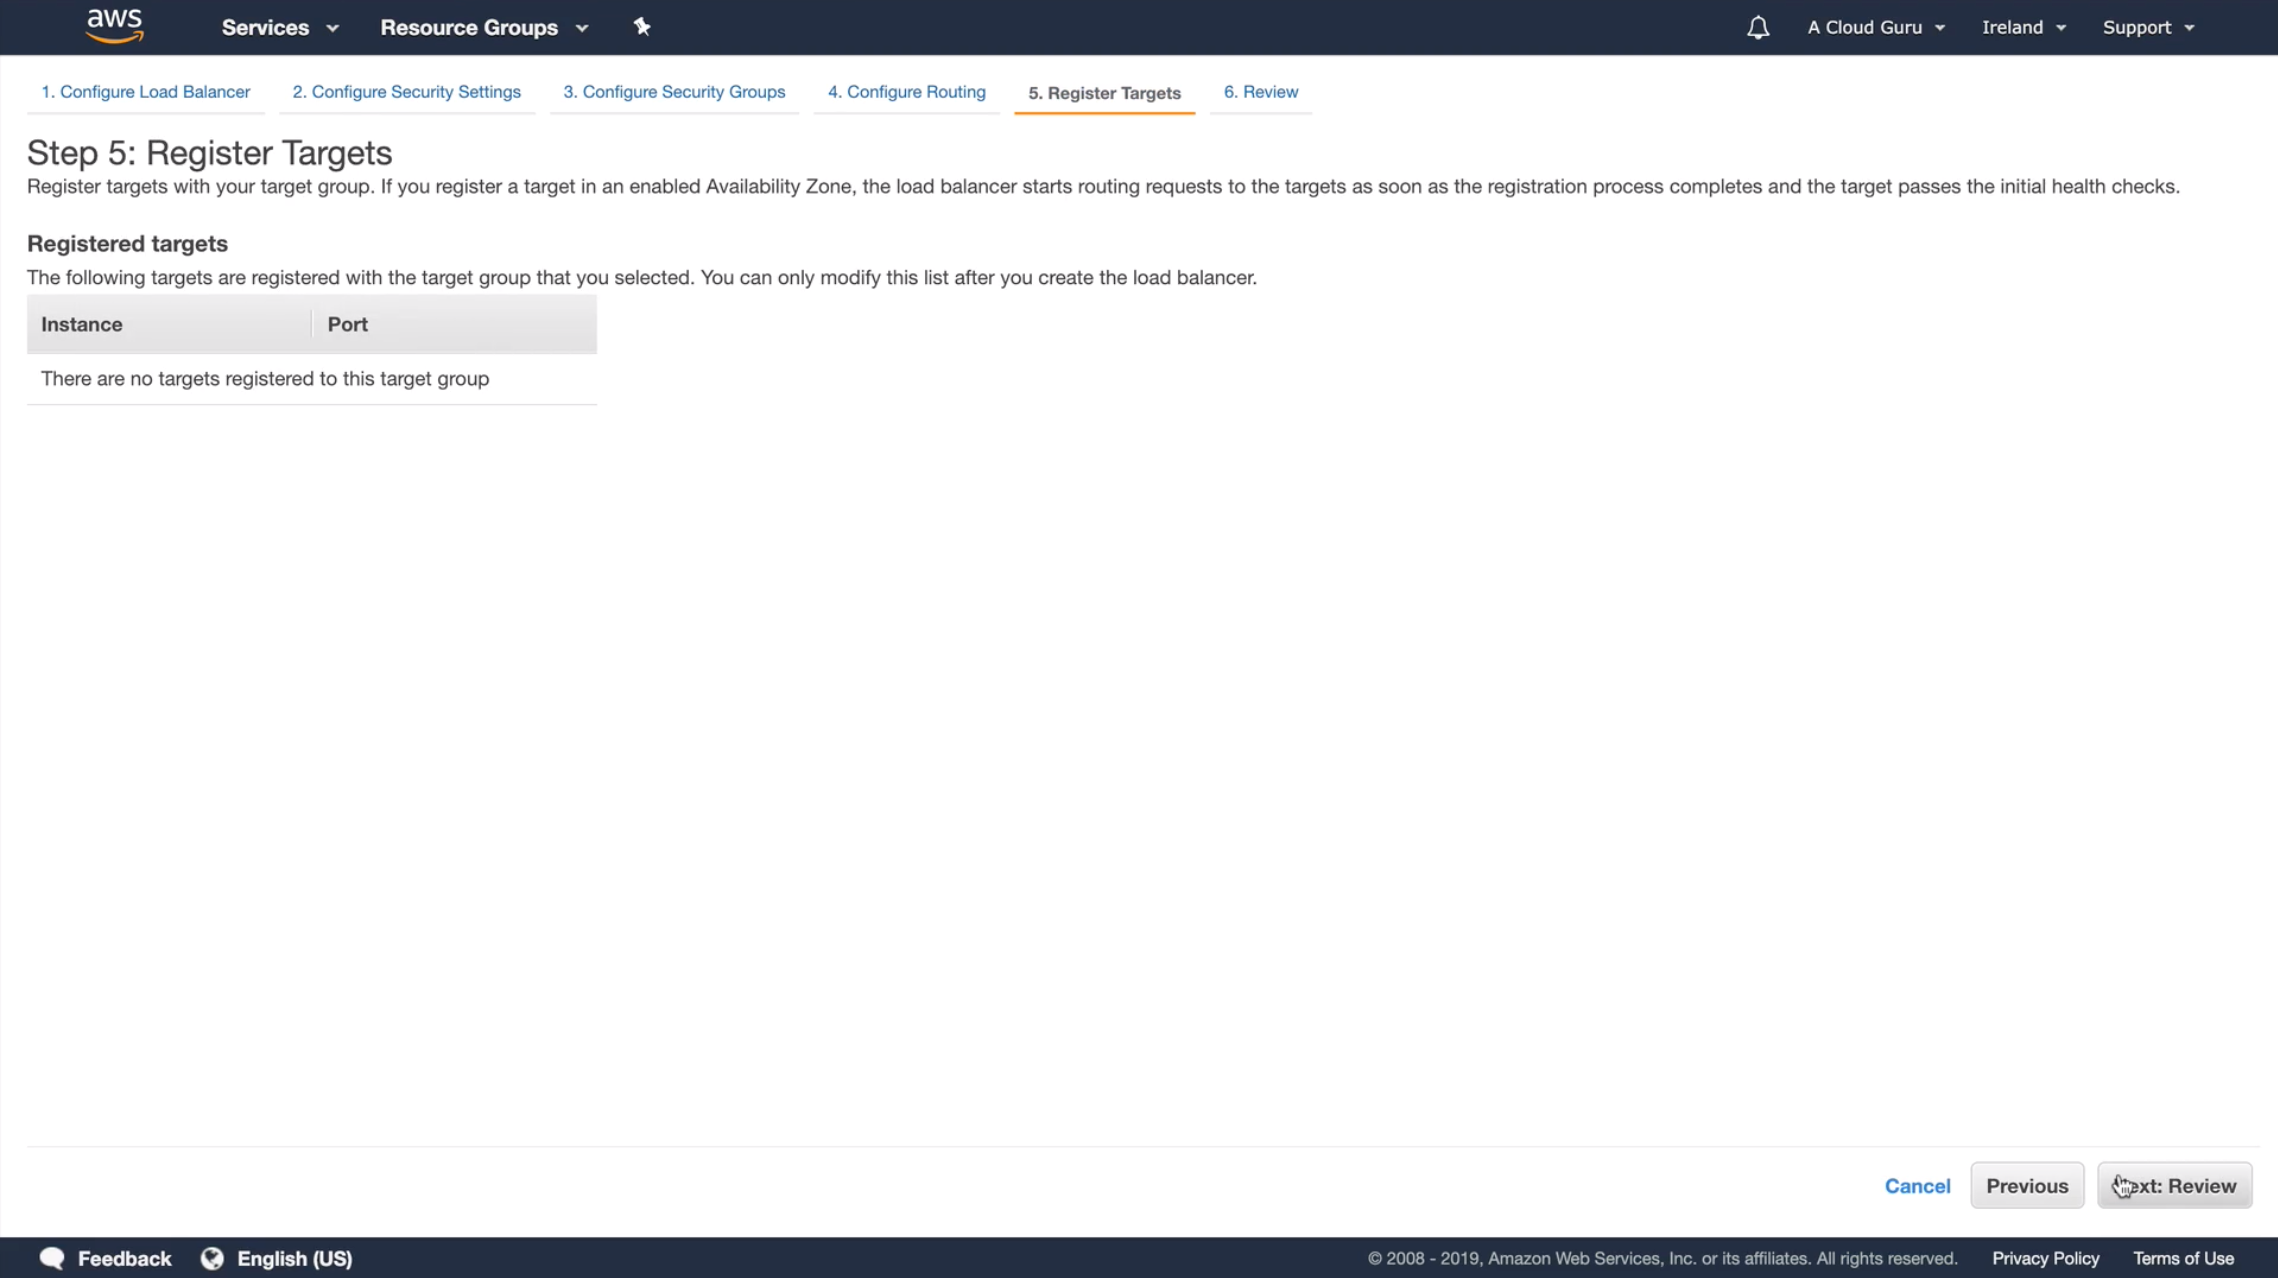 aws Services Resource Groups A Cloud Guru Ireland Support
1. Configure Load Balancer 2. Configure Security Settings 3. Configure Security Groups 4. Configure Routing 5. Register Targets 6. Review
Step 5: Register Targets
Register targets with your target group. If you register a target in an enabled Availability Zone, the load balancer starts routing requests to the targets as soon as the registration process completes and the target passes the initial health checks.
Registered targets
The following targets are registered with the target group that you selected. You can only modify this list after you create the load balancer.
Instance Port
There are no targets registered to this target group
Cancel Previous Next: Review
Feedback English (US) © 2008 - 2019, Amazon Web Services, Inc. or its affiliates. All rights reserved. Privacy Policy Terms of Use